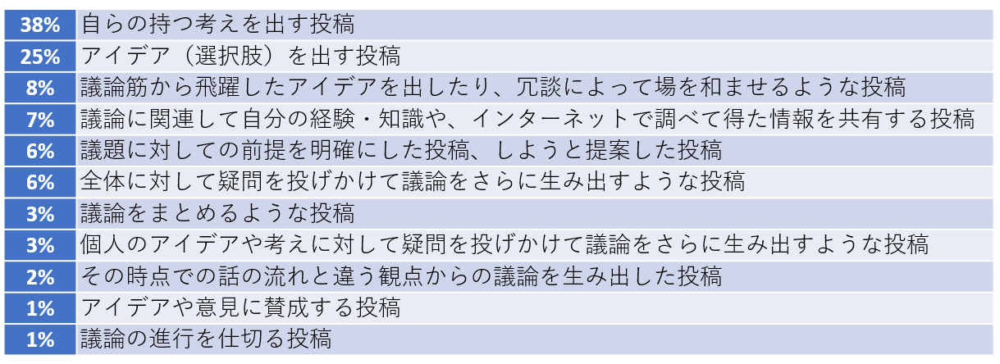 38% 自らの持つ考えを出す投稿
25% アイデア（選択肢）を出す投稿
8% 議論筋から飛躍したアイデアを出したり、冗談によって場を和ませるような投稿
7% 議論に関連して自分の経験・知識や、インターネットで調べて得た情報を共有する投稿
6% 議題に対しての前提を明確にした投稿、しようと提案した投稿
6% 全体に対して疑問を投げかけて議論をさらに生み出すような投稿
3% 議論をまとめるような投稿
3% 個人のアイデアや考えに対して疑問を投げかけて議論をさらに生み出すような投稿
2% その時点での話の流れと違う観点からの議論を生み出した投稿
1% アイデアや意見に賛成する投稿
1% 議論の進行を仕切る投稿